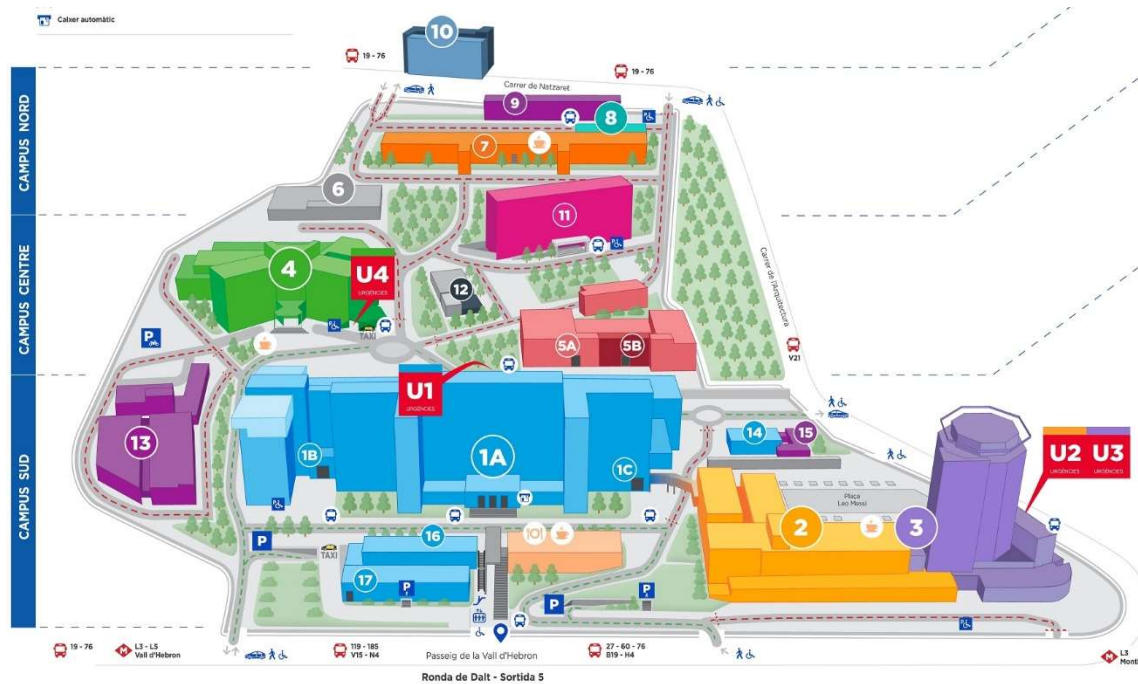 Caixer automàtic
10
19 - 76
19 - 76
Carrer de Natzaret
CAMPUS NORD
9
8
7
6
11
CAMPUS CENTRE
4
U4
URGÈNCIES
12
Carrer de l'Arquitectura
P
TAXI
5A
5B
V21
U1
URGÈNCIES
CAMPUS SUD
13
1B
1A
1C
14
15
U2
URGÈNCIES
U3
URGÈNCIES
Plaça
Leo Messi
2
3
P
TAXI
16
17
P
P
P
19 - 76
M
L3 - L5
Vall d'Hebron
119 - 185
V15 - N4
Passeig de la Vall d'Hebron
27 - 60 - 76
B19 - H4
M
L3
Ronda de Dalt - Sortida 5